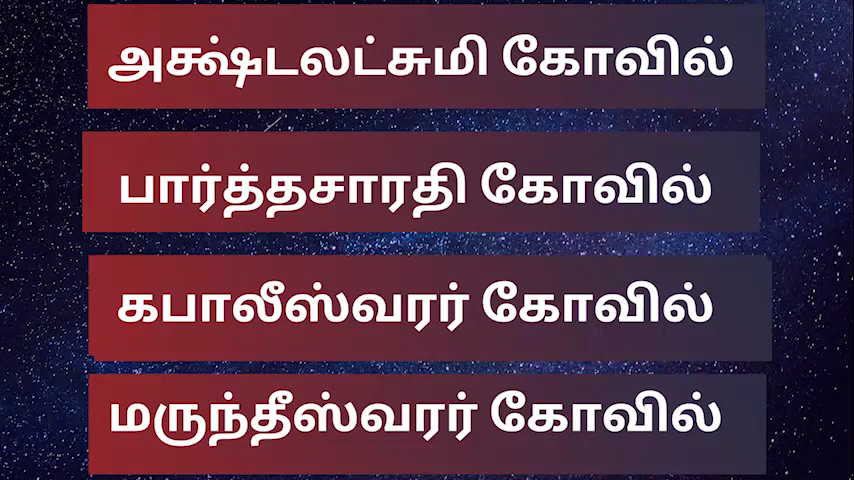 அக்ஷ்டலட்சுமி கோவில்
பார்த்தசாரதி கோவில்
கபாலீஸ்வரர் கோவில்
மருந்தீஸ்வரர் கோவில்